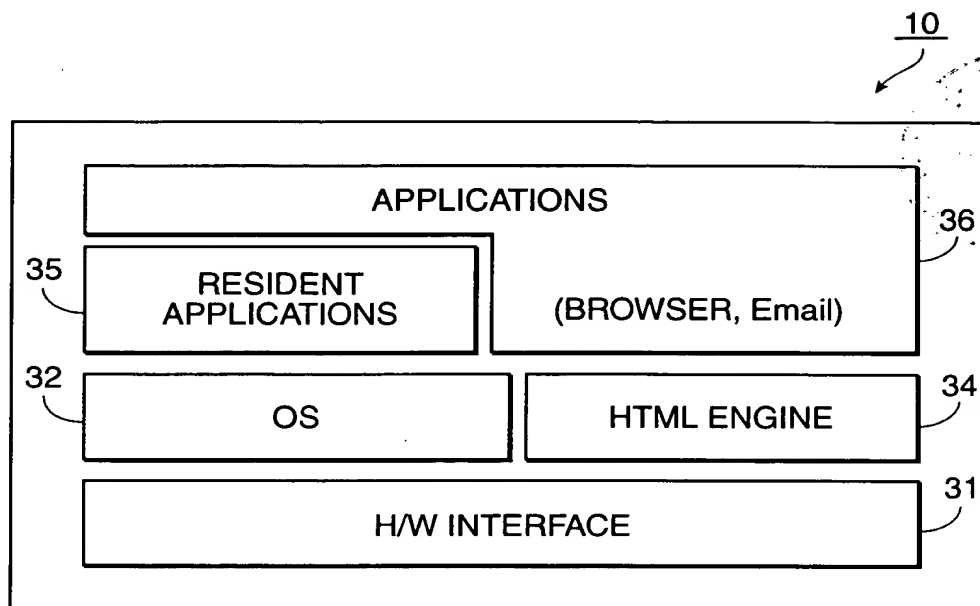 10
APPLICATIONS
36
35
RESIDENT
APPLICATIONS
(BROWSER, Email)
32
OS
HTML ENGINE
34
31
H/W INTERFACE